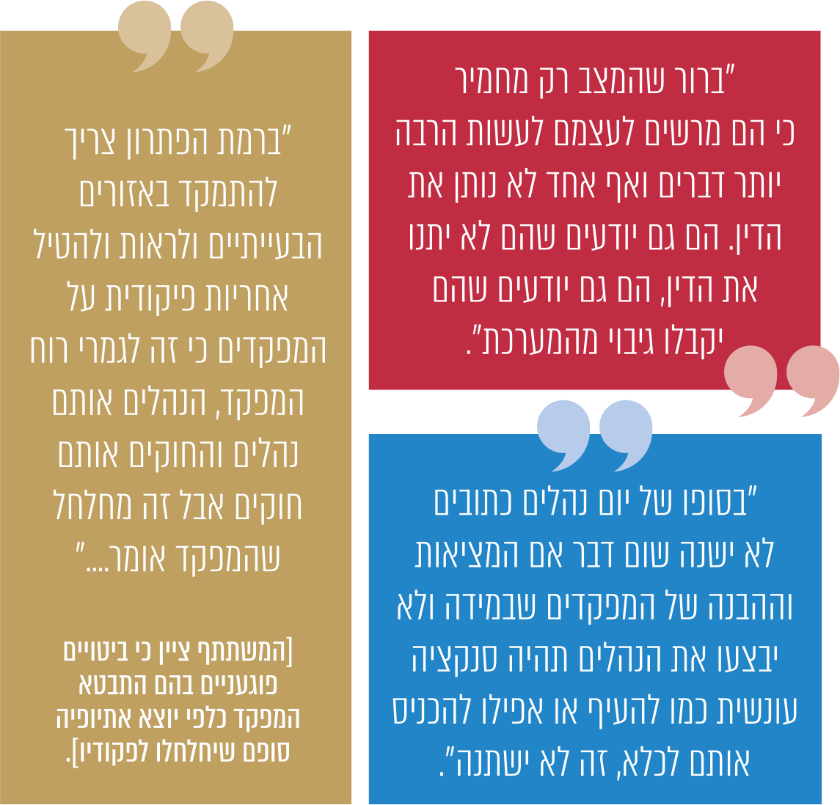 "ברור שהמצב רק מחמיר
כי הם מרשים לעצמם לעשות הרבה
יותר דברים ואף אחד לא נותן את
הדין. הם גם יודעים שהם לא יתנו
את הדין, הם גם יודעים שהם
יקבלו גיבוי מהמערכת".
"בסופו של יום נהלים כתובים
לא ישנה שום דבר אם המציאות
וההבנה של המפקדים שבמידה ולא
יבצעו את הנהלים תהיה סנקציה
עונשית כמו להעיף או אפילו להכניס
אותם לכלא, זה לא ישתנה".
"ברמת הפתרון צריך
להתמקד באזורים
הבעייתיים ולראות ולהטיל
אחריות פיקודית על
המפקדים כי זה לגמרי רוח
המפקד, הנהלים אותם
נהלים והחוקים אותם
חוקים אבל זה מחלחל
שהמפקד אומר...."
[המשתתף ציין כי ביטויים
פוגעניים בהם התבטא
המפקד כלפי יוצא אתיופיה
סופם שיחלחלו לפקודיו].